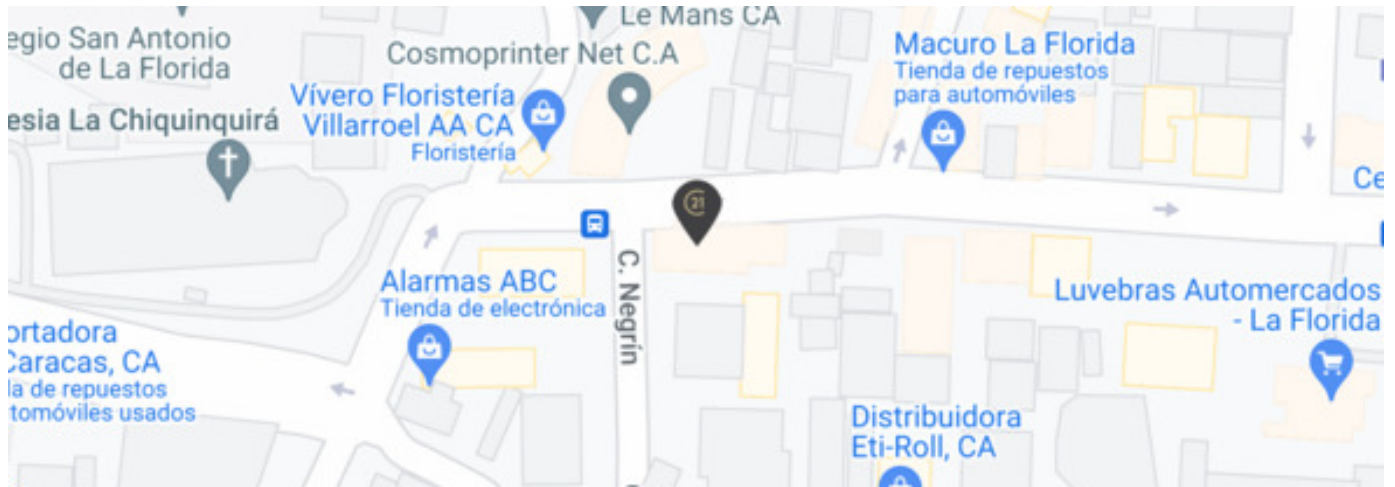 Le Mans CA
egio San Antonio
de La Florida
Cosmoprinter Net C.A
Macuro La Florida
Tienda de repuestos
para automóviles
Vívero Floristería
Villarroel AA CA
Floristería
esia La Chiquinquirá
Ce
21
C. Negrín
Alarmas ABC
Tienda de electrónica
Luvebras Automercados
- La Florida
ortadora
Caracas, CA
da de repuestos
tomóviles usados
Distribuidora
Eti-Roll, CA